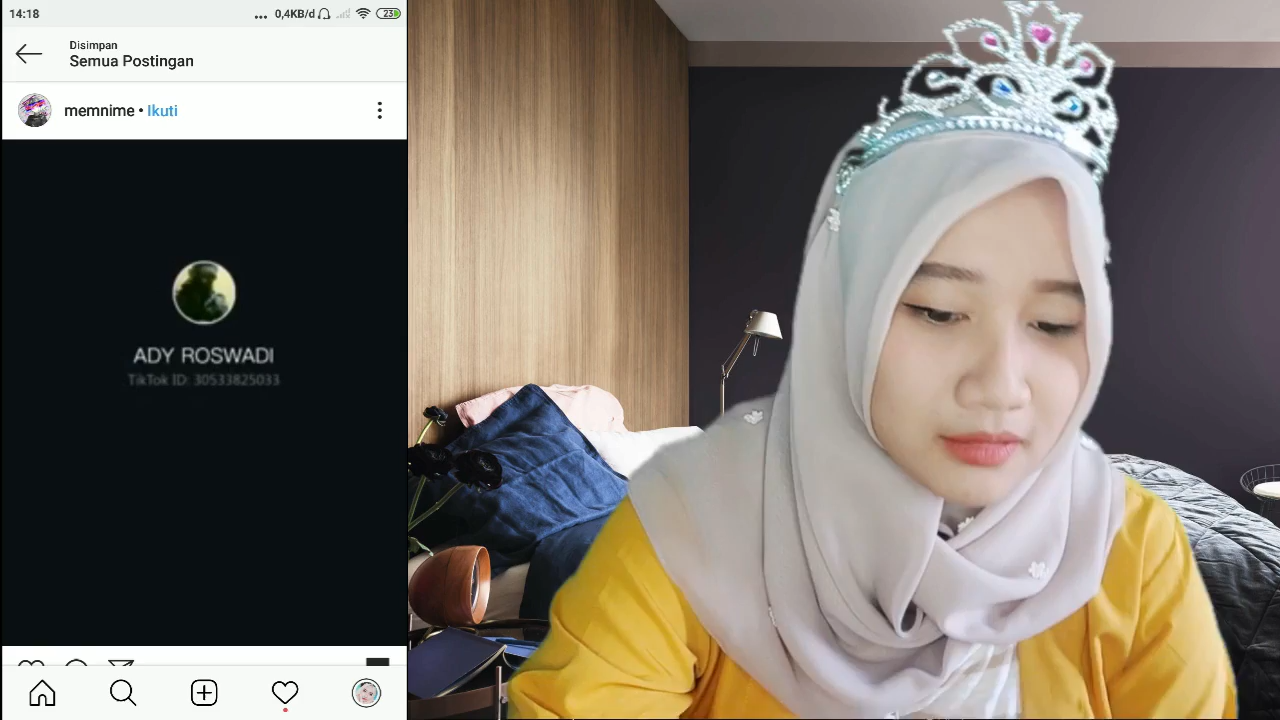 14:18
... 0,4KB/d
23
Disimpan
Semua Postingan
memnime • Ikuti
ADY ROSWADI
TikTok ID: 30533825033